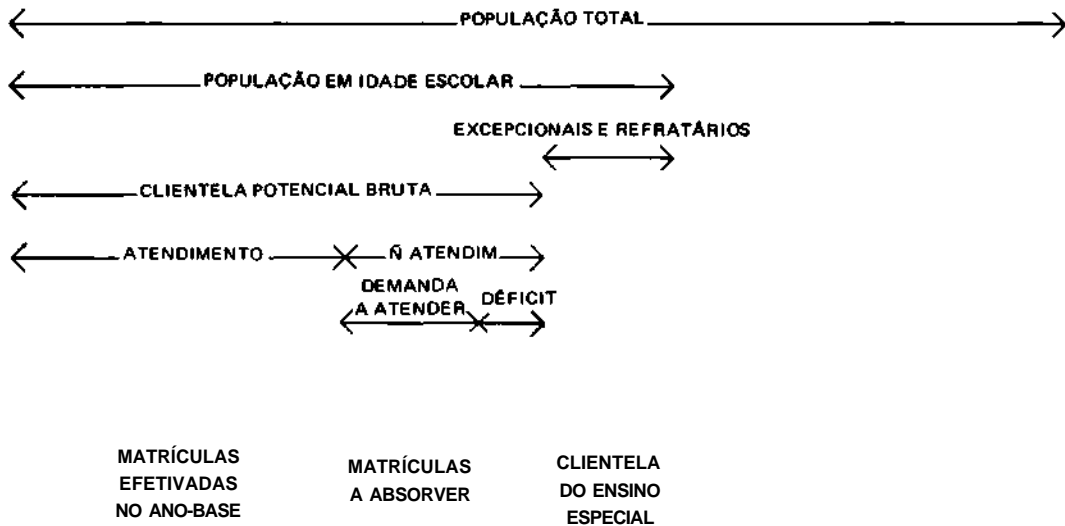 POPULAÇÃO TOTAL
POPULAÇÃO EM IDADE ESCOLAR
EXCEPCIONAIS E REFRATÁRIOS
CLIENTELA POTENCIAL BRUTA
ATENDIMENTO
Ñ ATENDIM
DEMANDA
A ATENDER
DÉFICIT
MATRÍCULAS
EFETIVADAS
NO ANO-BASE
MATRÍCULAS
A ABSORVER
CLIENTELA
DO ENSINO
ESPECIAL